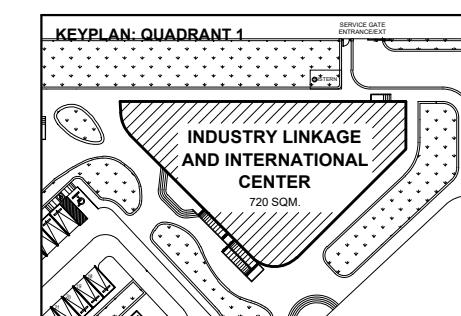 KEYPLAN: QUADRANT 1
SERVICE GATE
ENTRANCE/EXT
CISTERN
INDUSTRY LINKAGE
AND INTERNATIONAL
CENTER
720 SQM.